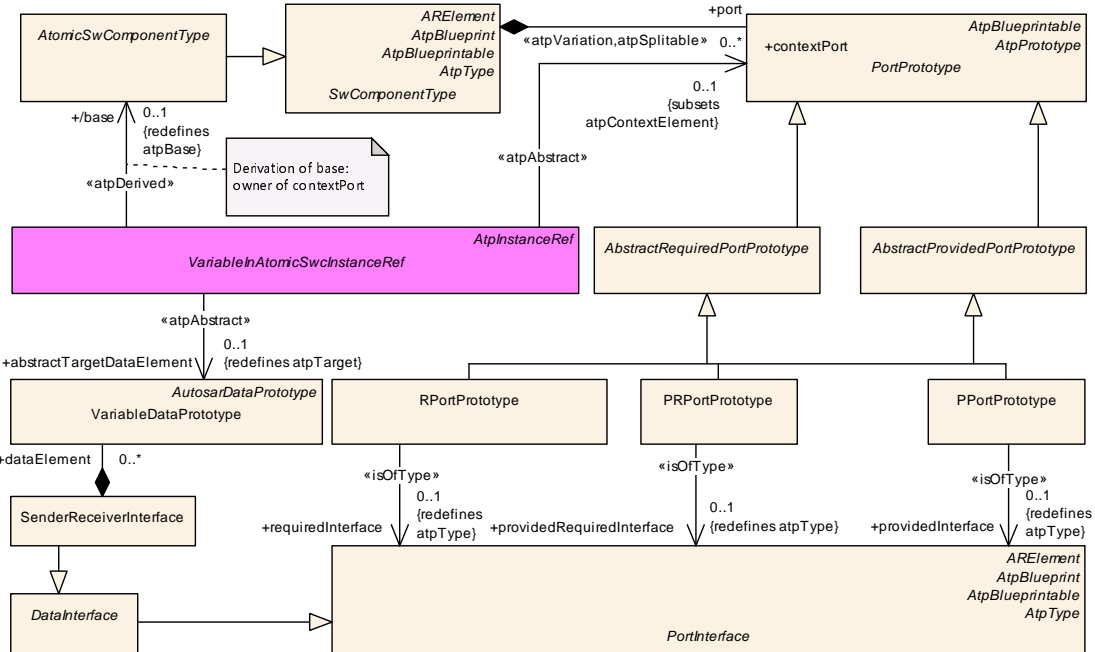 AtomicSwComponentType
ARElement
AtpBlueprint
AtpBlueprintable
AtpType
SwComponentType
+port
«atpVariation,atpSplitable»
0..*
AtpBlueprintable
AtpPrototype
+contextPort
PortPrototype
+/base
0..1
{redefines
atpBase}
«atpDerived»
Derivation of base:
owner of contextPort
0..1
{subsets
atpContextElement}
«atpAbstract»
AtpInstanceRef
VariableInAtomicSwcInstanceRef
AbstractRequiredPortPrototype
AbstractProvidedPortPrototype
«atpAbstract»
+abstractTargetDataElement
0..1
{redefines atpTarget}
AutosarDataPrototype
VariableDataPrototype
RPortPrototype
PRPortPrototype
PPortPrototype
+dataElement
0..*
SenderReceiverInterface
«isOfType»
0..1
{redefines
atpType}
+requiredInterface
«isOfType»
0..1
{redefines atpType}
+providedRequiredInterface
«isOfType»
0..1
{redefines
atpType}
+providedInterface
DataInterface
ARElement
AtpBlueprint
AtpBlueprintable
AtpType
PortInterface